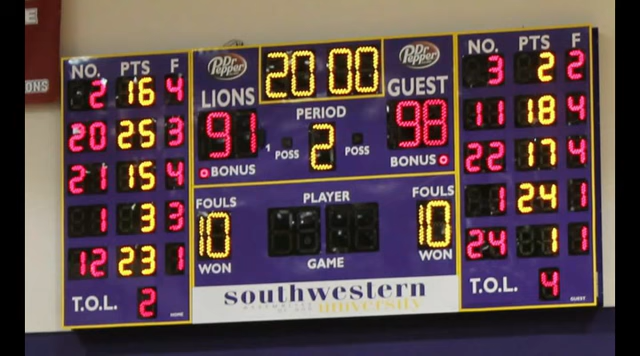 NO. PTS F
2 16 4
20 25 3
21 15 4
1 3 3
12 23 1
T.O.L. 2
HOME
Dr Pepper
20 00
Dr Pepper
LIONS
PERIOD
GUEST
91
POSS
2
POSS
98
BONUS
BONUS
FOULS
PLAYER
FOULS
10
10
WON
GAME
WON
southwestern
university
NO. PTS F
3 2 2
11 18 4
22 17 4
1 24 1
24 1 1
T.O.L. 4
GUEST
ONS